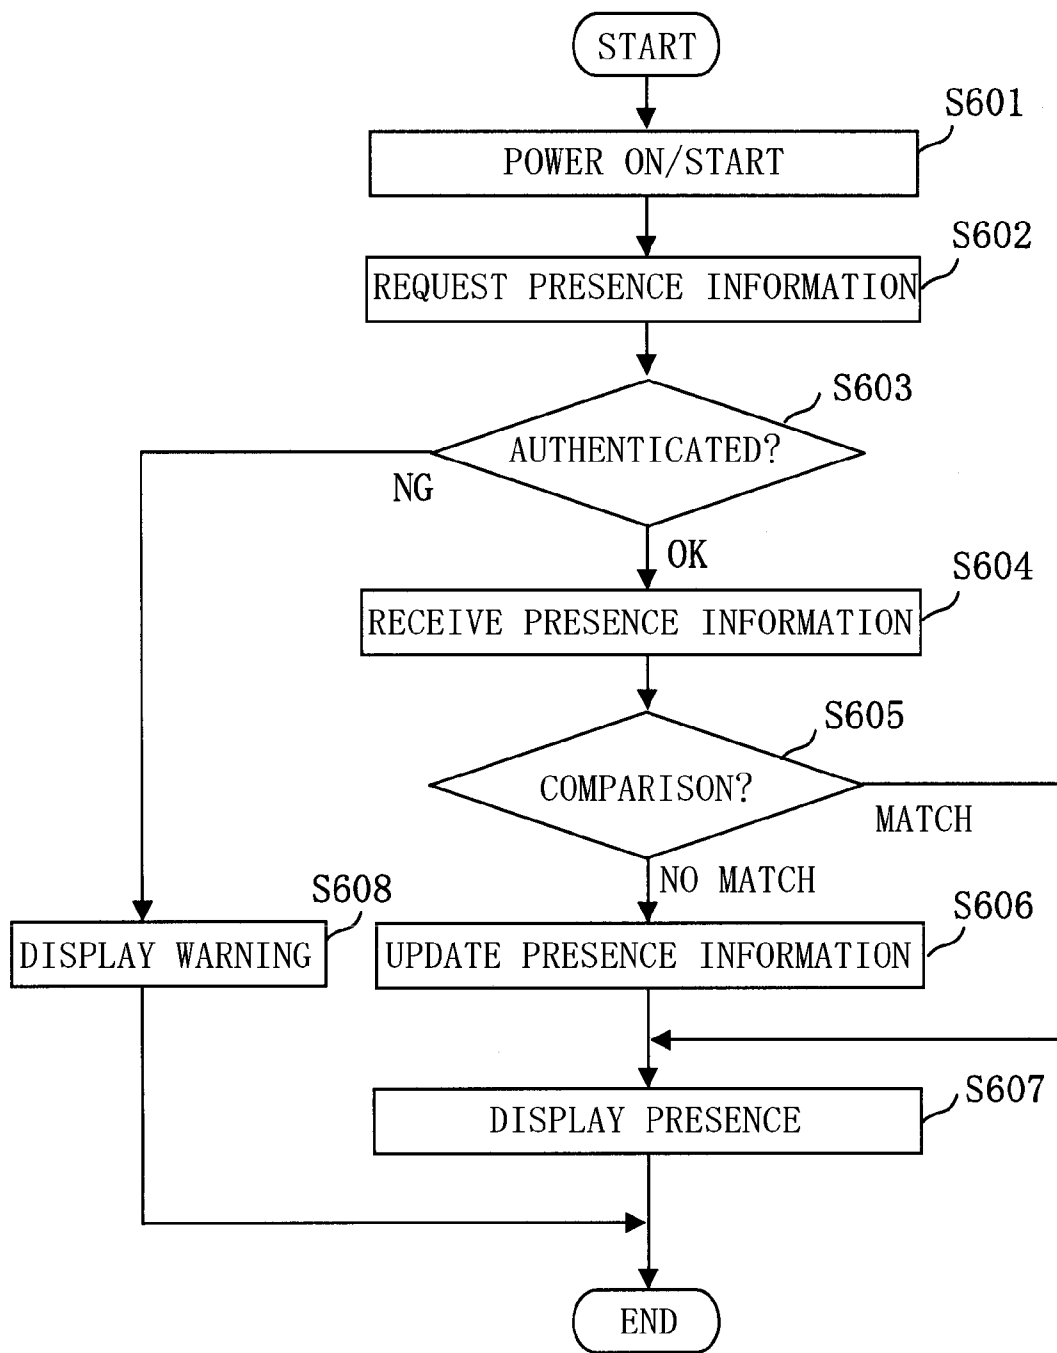 START
S601
POWER ON/START
S602
REQUEST PRESENCE INFORMATION
S603
AUTHENTICATED?
NG
OK
S604
RECEIVE PRESENCE INFORMATION
S605
COMPARISON?
MATCH
NO MATCH
S608
S606
DISPLAY WARNING
UPDATE PRESENCE INFORMATION
S607
DISPLAY PRESENCE
END